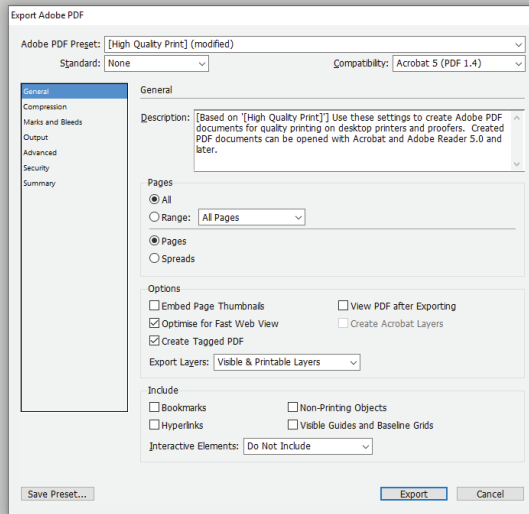 Export Adobe PDF
Adobe PDF Preset: [High Quality Print] (modified)
Standard: None
Compatibility: Acrobat 5 (PDF 1.4)
General
Compression
Marks and Bleeds
Output
Advanced
Security
Summary
General
Description: [Based on '[High Quality Print]'] Use these settings to create Adobe PDF
documents for quality printing on desktop printers and proofers. Created
PDF documents can be opened with Acrobat and Adobe Reader 5.0 and
later.
Pages
All
Range: All Pages
Pages
Spreads
Options
Embed Page Thumbnails
View PDF after Exporting
Optimise for Fast Web View
Create Acrobat Layers
Create Tagged PDF
Export Layers: Visible & Printable Layers
Include
Bookmarks
Non-Printing Objects
Hyperlinks
Visible Guides and Baseline Grids
Interactive Elements: Do Not Include
Save Preset...
Export
Cancel